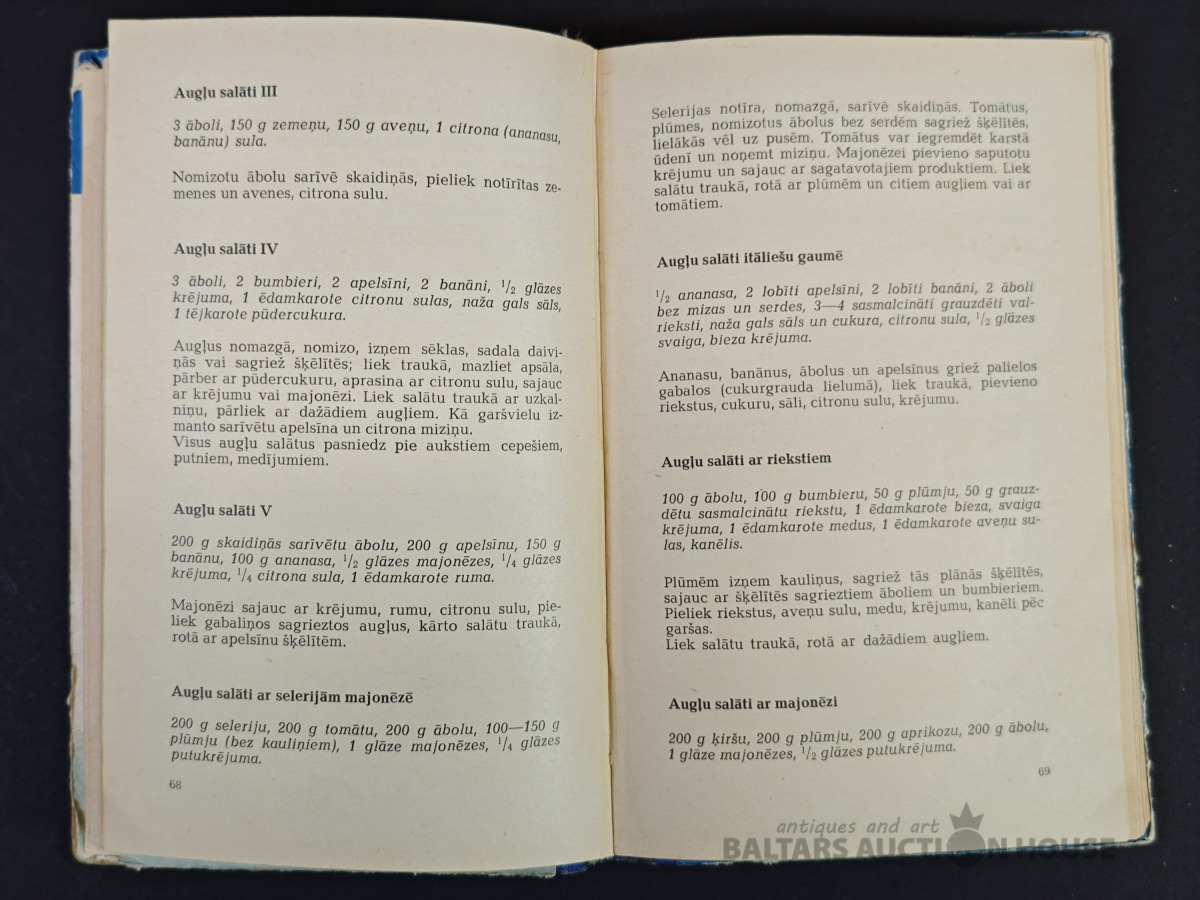 Augļu salāti III
3 āboli, 150 g zemeņu, 150 g aveņu, 1 citrona (ananasu,
banānu) sula.
Nomizotu ābolu sarīvē skaidiņās, pieliek notīrītas ze-
menes un avenes, citrona sulu.
Augļu salāti IV
3 āboli, 2 bumbieri, 2 apelsīni, 2 banāni, 1/2 glāzes
krējuma, 1 ēdamkarote citronu sulas, naža gals sāls,
1 tējkarote pūdercukura.
Augļus nomazgā, nomizo, izņem sēklas, sadala daivi-
ņās vai sagriež šķēlītēs; liek traukā, mazliet apsāla,
pārber ar pūdercukuru, aprasina ar citronu sulu, sajauc
ar krējumu vai majonēzi. Liek salātu traukā ar uzkal-
niņu, pārliek ar dažādiem augļiem. Kā garšvielu iz-
manto sarīvētu apelsīna un citrona miziņu.
Visus augļu salātus pasniedz pie aukstiem cepešiem,
putniem, medījumiem.
Augļu salāti V
200 g skaidiņās sarīvētu ābolu, 200 g apelsīnu, 150 g
banānu, 100 g ananasa, 1/2 glāzes majonēzes, 1/4 glāzes
krējuma, 1/4 citrona sula, 1 ēdamkarote ruma.
Majonēzi sajauc ar krējumu, rumu, citronu sulu, pie-
liek gabaliņos sagrieztos augļus, kārto salātu traukā,
rotā ar apelsīnu šķēlītēm.
Augļu salāti ar selerijām majonēzē
200 g seleriju, 200 g tomātu, 200 g ābolu, 100—150 g
plūmju (bez kauliņiem), 1 glāze majonēzes, 1/4 glāzes
putukrējuma.
68
Selerijas notīra, nomazgā, sarīvē skaidiņās. Tomātus,
plūmes, nomizotus ābolus bez serdēm sagriež šķēlītēs,
lielākās vēl uz pusēm. Tomātus var iegremdēt karstā
ūdenī un noņemt miziņu. Majonēzei pievieno saputotu
krējumu un sajauc ar sagatavotajiem produktiem. Liek
salātu traukā, rotā ar plūmēm un citiem augļiem vai ar
tomātiem.
Augļu salāti itāliešu gaumē
1/2 ananasa, 2 lobīti apelsīni, 2 lobīti banāni, 2 āboli
bez mizas un serdes, 3—4 sasmalcināti grauzdēti val-
rieksti, naža gals sāls un cukura, citronu sula, 1/2 glāzes
svaiga, bieza krējuma.
Ananasu, banānus, ābolus un apelsīnus griež palielos
gabalos (cukurgrauda lielumā), liek traukā, pievieno
riekstus, cukuru, sāli, citronu sulu, krējumu.
Augļu salāti ar riekstiem
100 g ābolu, 100 g bumbieru, 50 g plūmju, 50 g grauz-
dētu sasmalcinātu riekstu, 1 ēdamkarote bieza, svaiga
krējuma, 1 ēdamkarote medus, 1 ēdamkarote aveņu su-
las, kanēlis.
Plūmēm izņem kauliņus, sagriež tās plānās šķēlītēs,
sajauc ar šķēlītēs sagrieztiem āboliem un bumbieriem.
Pieliek riekstus, aveņu sulu, medu, krējumu, kanēli pēc
garšas.
Liek salātu traukā, rotā ar dažādiem augļiem.
Augļu salāti ar majonēzi
200 g ķiršu, 200 g plūmju, 200 g aprikozu, 200 g ābolu,
1 glāze majonēzes, 1/2 glāzes putukrējuma.
69
antiques and art
BALTARS AUCTION HOUSE